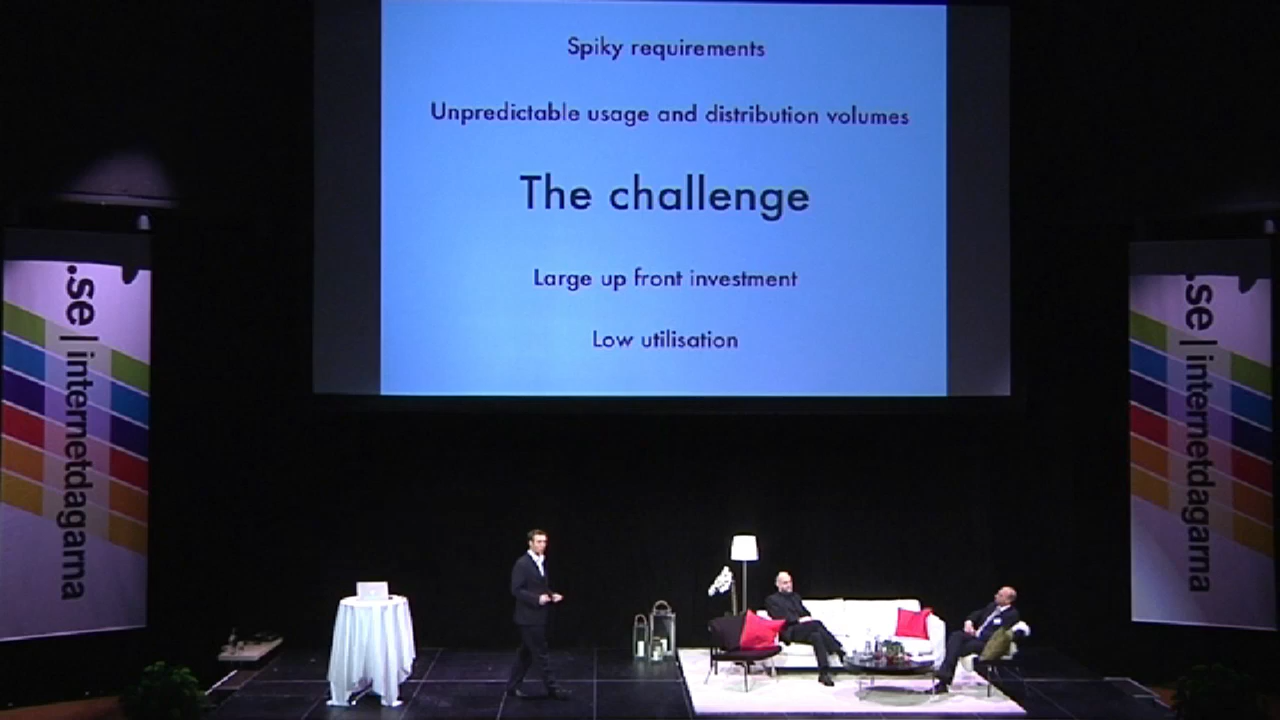 Spiky requirements
Unpredictable usage and distribution volumes
The challenge
Large up front investment
Low utilisation
.se | internetdagarna
.se | internetdagarna